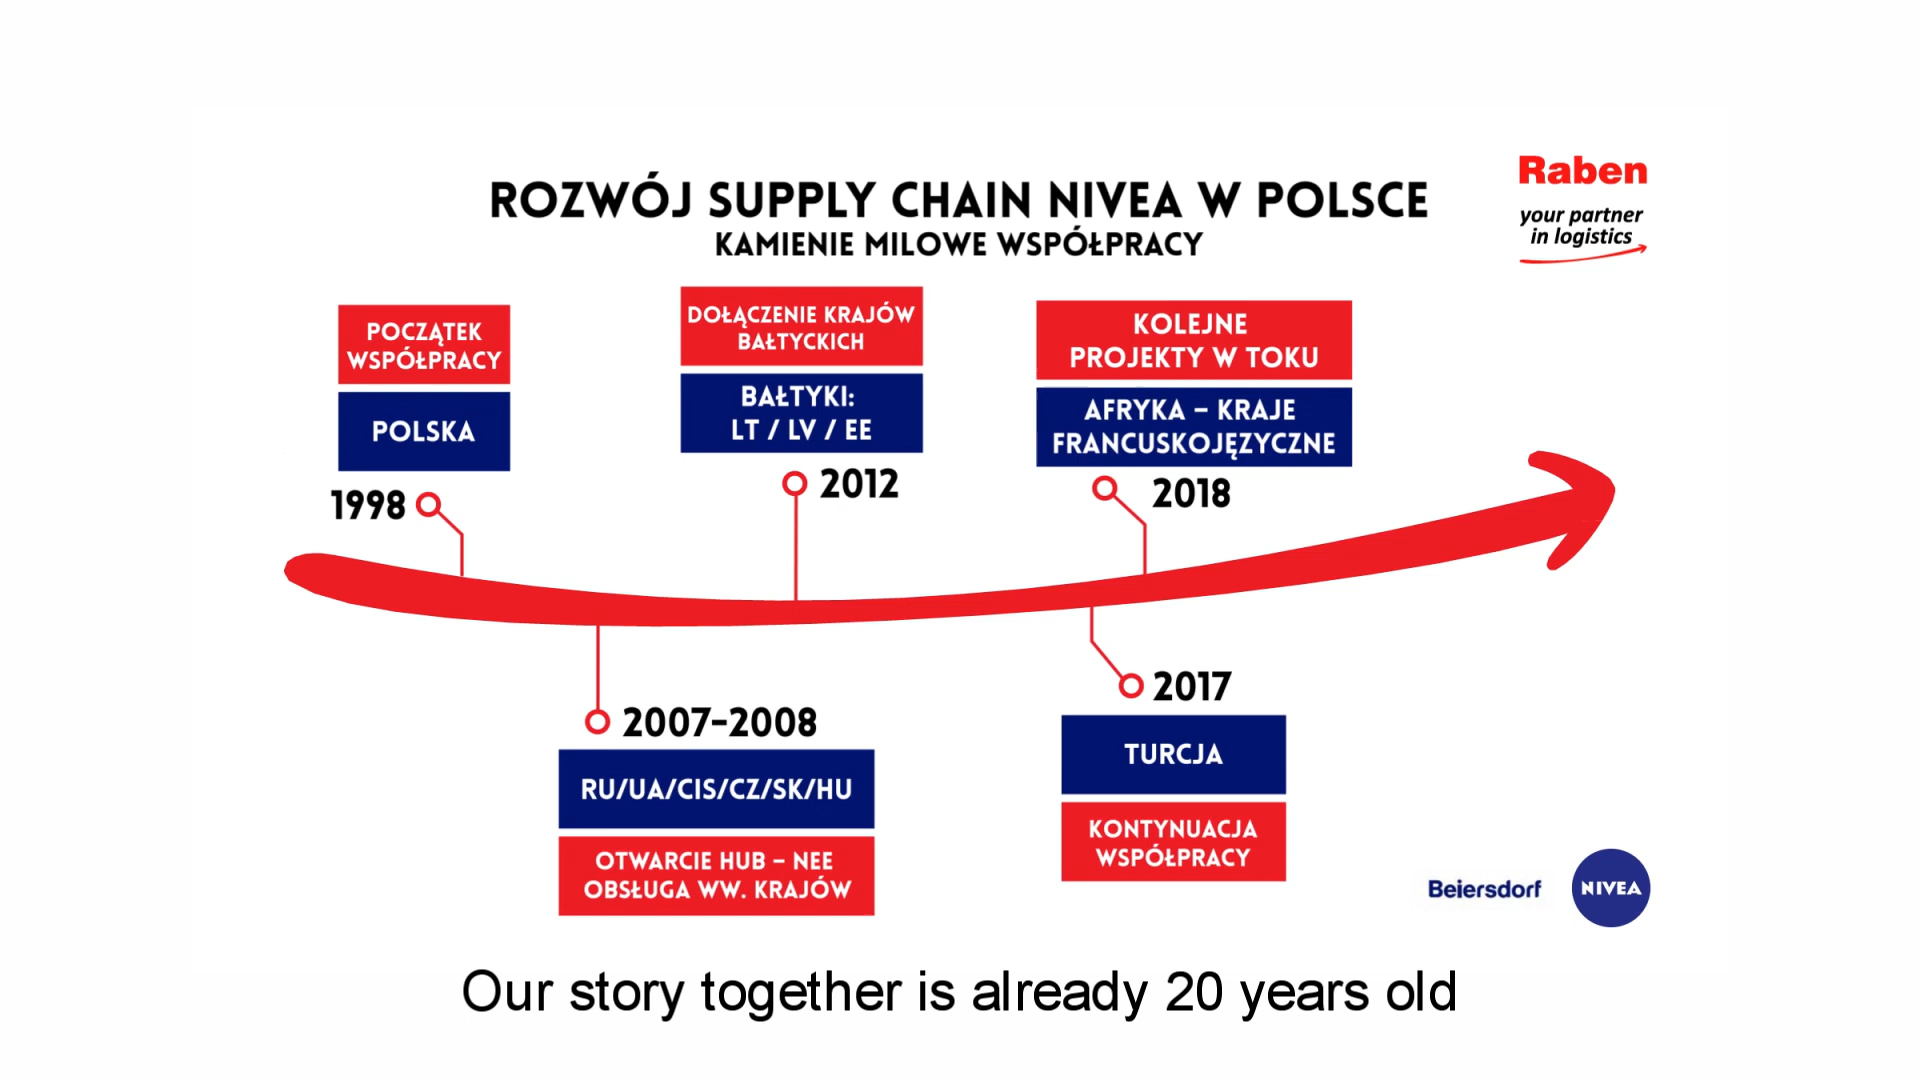 ROZWÓJ SUPPLY CHAIN NIVEA W POLSCE
KAMIENIE MILOWE WSPÓŁPRACY
Raben
your partner
in logistics
POCZĄTEK
WSPÓŁPRACY
POLSKA
1998
DOŁĄCZENIE KRAJÓW
BAŁTYCKICH
BAŁTYKI:
LT / LV / EE
2012
KOLEJNE
PROJEKTY W TOKU
AFRYKA – KRAJE
FRANCUSKOJĘZYCZNE
2018
2007-2008
RU/UA/CIS/CZ/SK/HU
OTWARCIE HUB – NEE
OBSŁUGA WW. KRAJÓW
2017
TURCJA
KONTYNUACJA
WSPÓŁPRACY
Beiersdorf
NIVEA
Our story together is already 20 years old